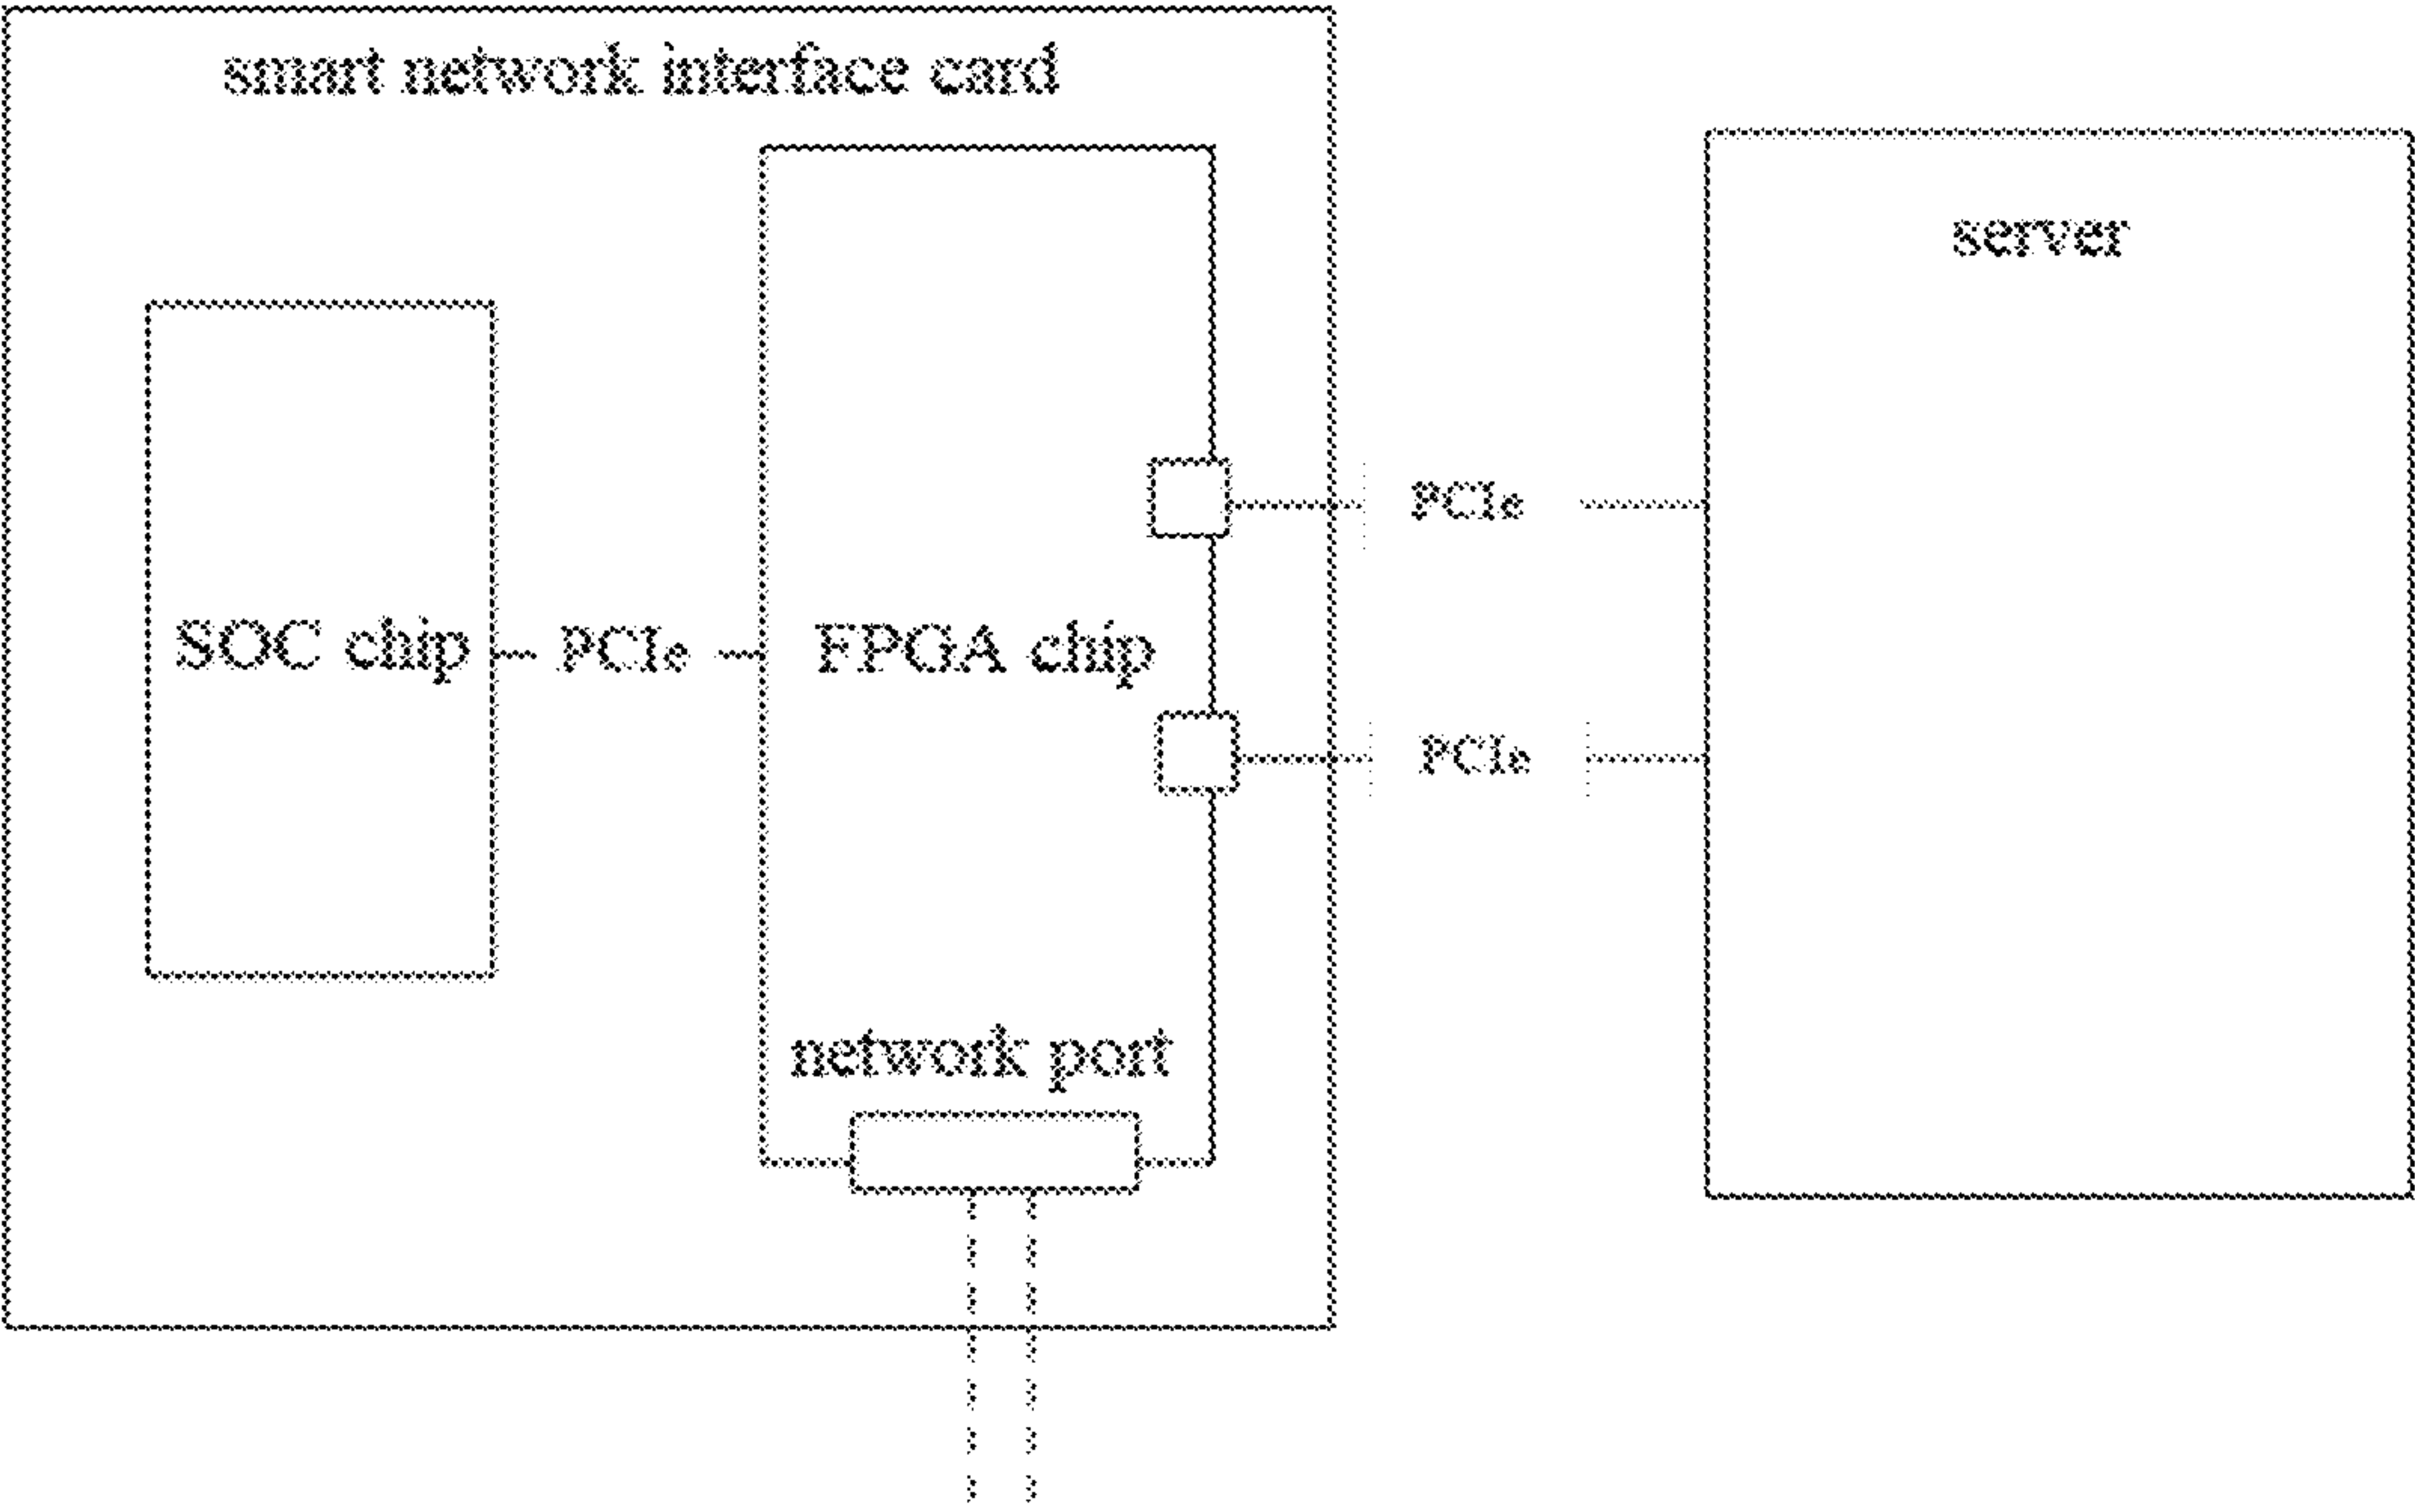 smart network interface card
server
PCIe
SOC chip
PCIe
FPGA chip
PCIe
network port